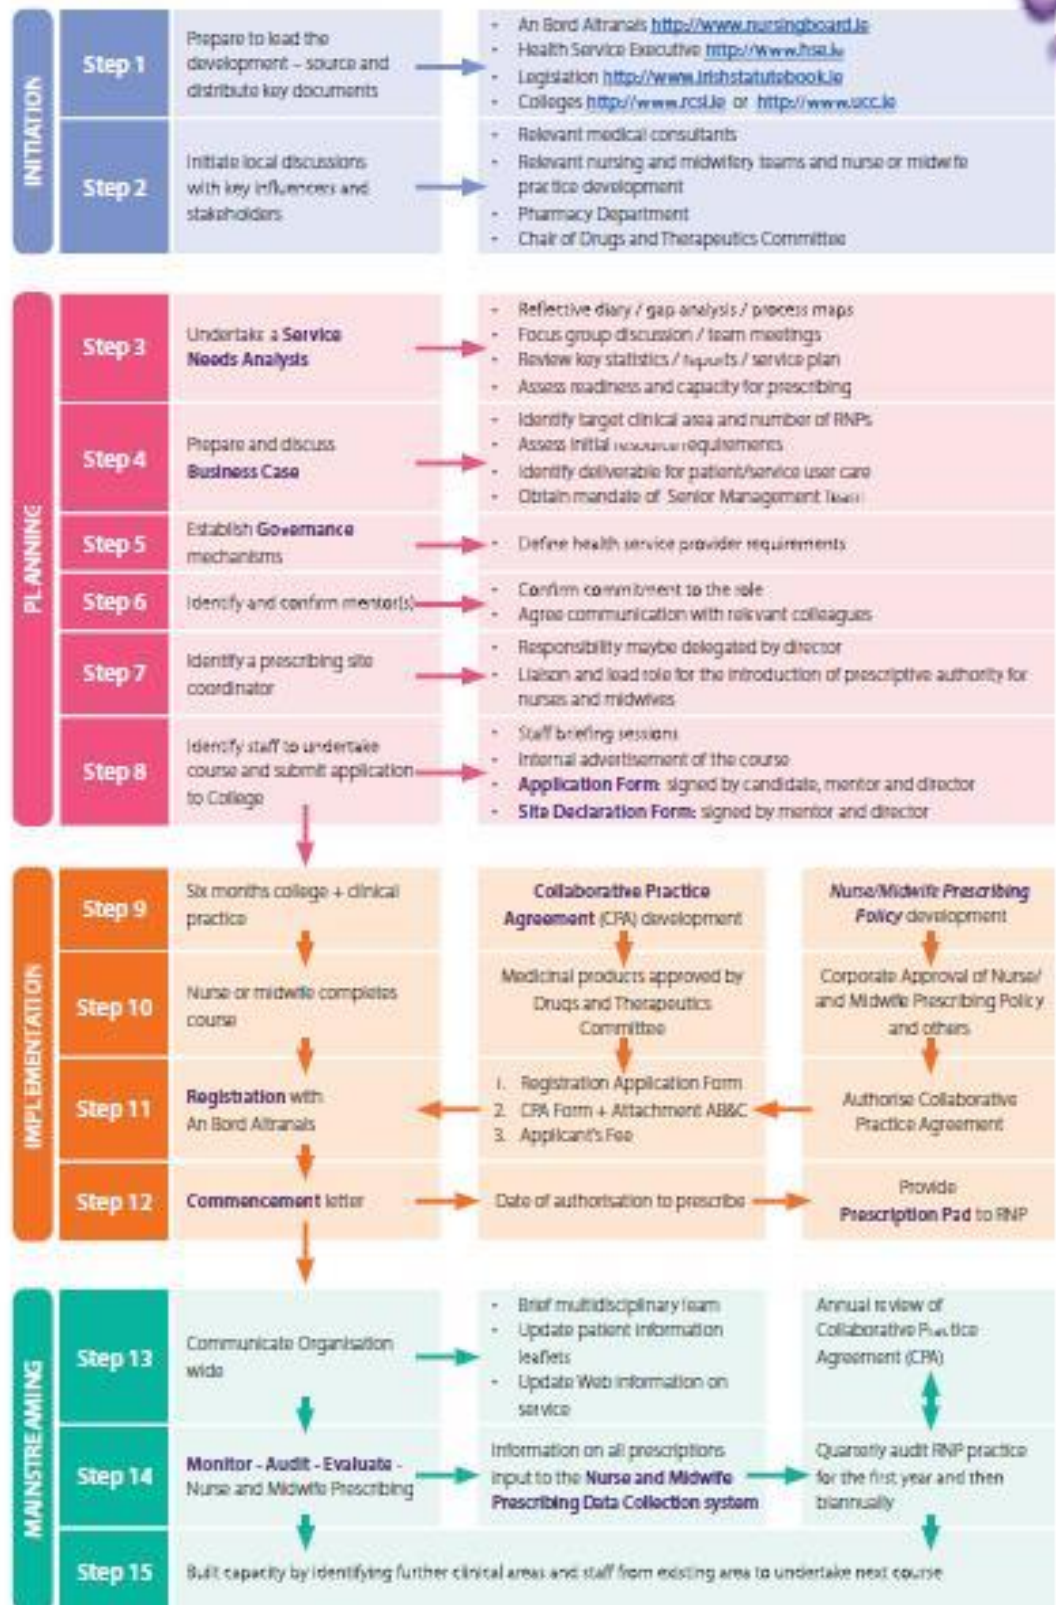 INITIATION
Step 1
Prepare to lead the
development – source and
distribute key documents
- An Bord Altranais http://www.nursingboard.ie
- Health Service Executive http://www.hse.ie
- Legislation http://www.irishstatutebook.ie
- Colleges http://www.rcsi.ie or http://www.ucc.ie
Step 2
Initiate local discussions
with key influencers and
stakeholders
- Relevant medical consultants
- Relevant nursing and midwifery teams and nurse or midwife
practice development
- Pharmacy Department
- Chair of Drugs and Therapeutics Committee
PLANNING
Step 3
Undertake a Service
Needs Analysis
- Reflective diary / gap analysis / process maps
- Focus group discussion / team meetings
- Review key statistics / reports / service plan
- Assess readiness and capacity for prescribing
Step 4
Prepare and discuss
Business Case
- Identify target clinical area and number of RNPs
- Assess initial resource requirements
- Identify deliverable for patient/service user care
- Obtain mandate of Senior Management Team
Step 5
Establish Governance
mechanisms
- Define health service provider requirements
Step 6
Identify and confirm mentor(s)
- Confirm commitment to the role
- Agree communication with relevant colleagues
Step 7
Identify a prescribing site
coordinator
- Responsibility maybe delegated by director
- Liaison and lead role for the introduction of prescriptive authority for
nurses and midwives
Step 8
Identify staff to undertake
course and submit application
to College
- Staff briefing sessions
- Internal advertisement of the course
- Application Form: signed by candidate, mentor and director
- Site Declaration Form: signed by mentor and director
IMPLEMENTATION
Step 9
Six months college + clinical
practice
Collaborative Practice
Agreement (CPA) development
Nurse/Midwife Prescribing
Policy development
Step 10
Nurse or midwife completes
course
Medicinal products approved by
Drugs and Therapeutics
Committee
Corporate Approval of Nurse/
and Midwife Prescribing Policy
and others
Step 11
Registration with
An Bord Altranais
1. Registration Application Form
2. CPA Form + Attachment AB&C
3. Applicant's Fee
Authorise Collaborative
Practice Agreement
Step 12
Commencement letter
Date of authorisation to prescribe
Provide
Prescription Pad to RNP
MAINSTREAMING
Step 13
Communicate Organisation
wide
- Brief multidisciplinary team
- Update patient information
leaflets
- Update Web information on
service
Annual review of
Collaborative Practice
Agreement (CPA)
Step 14
Monitor - Audit - Evaluate -
Nurse and Midwife Prescribing
Information on all prescriptions
input to the Nurse and Midwife
Prescribing Data Collection system
Quarterly audit RNP practice
for the first year and then
biannually
Step 15
Built capacity by identifying further clinical areas and staff from existing area to undertake next course